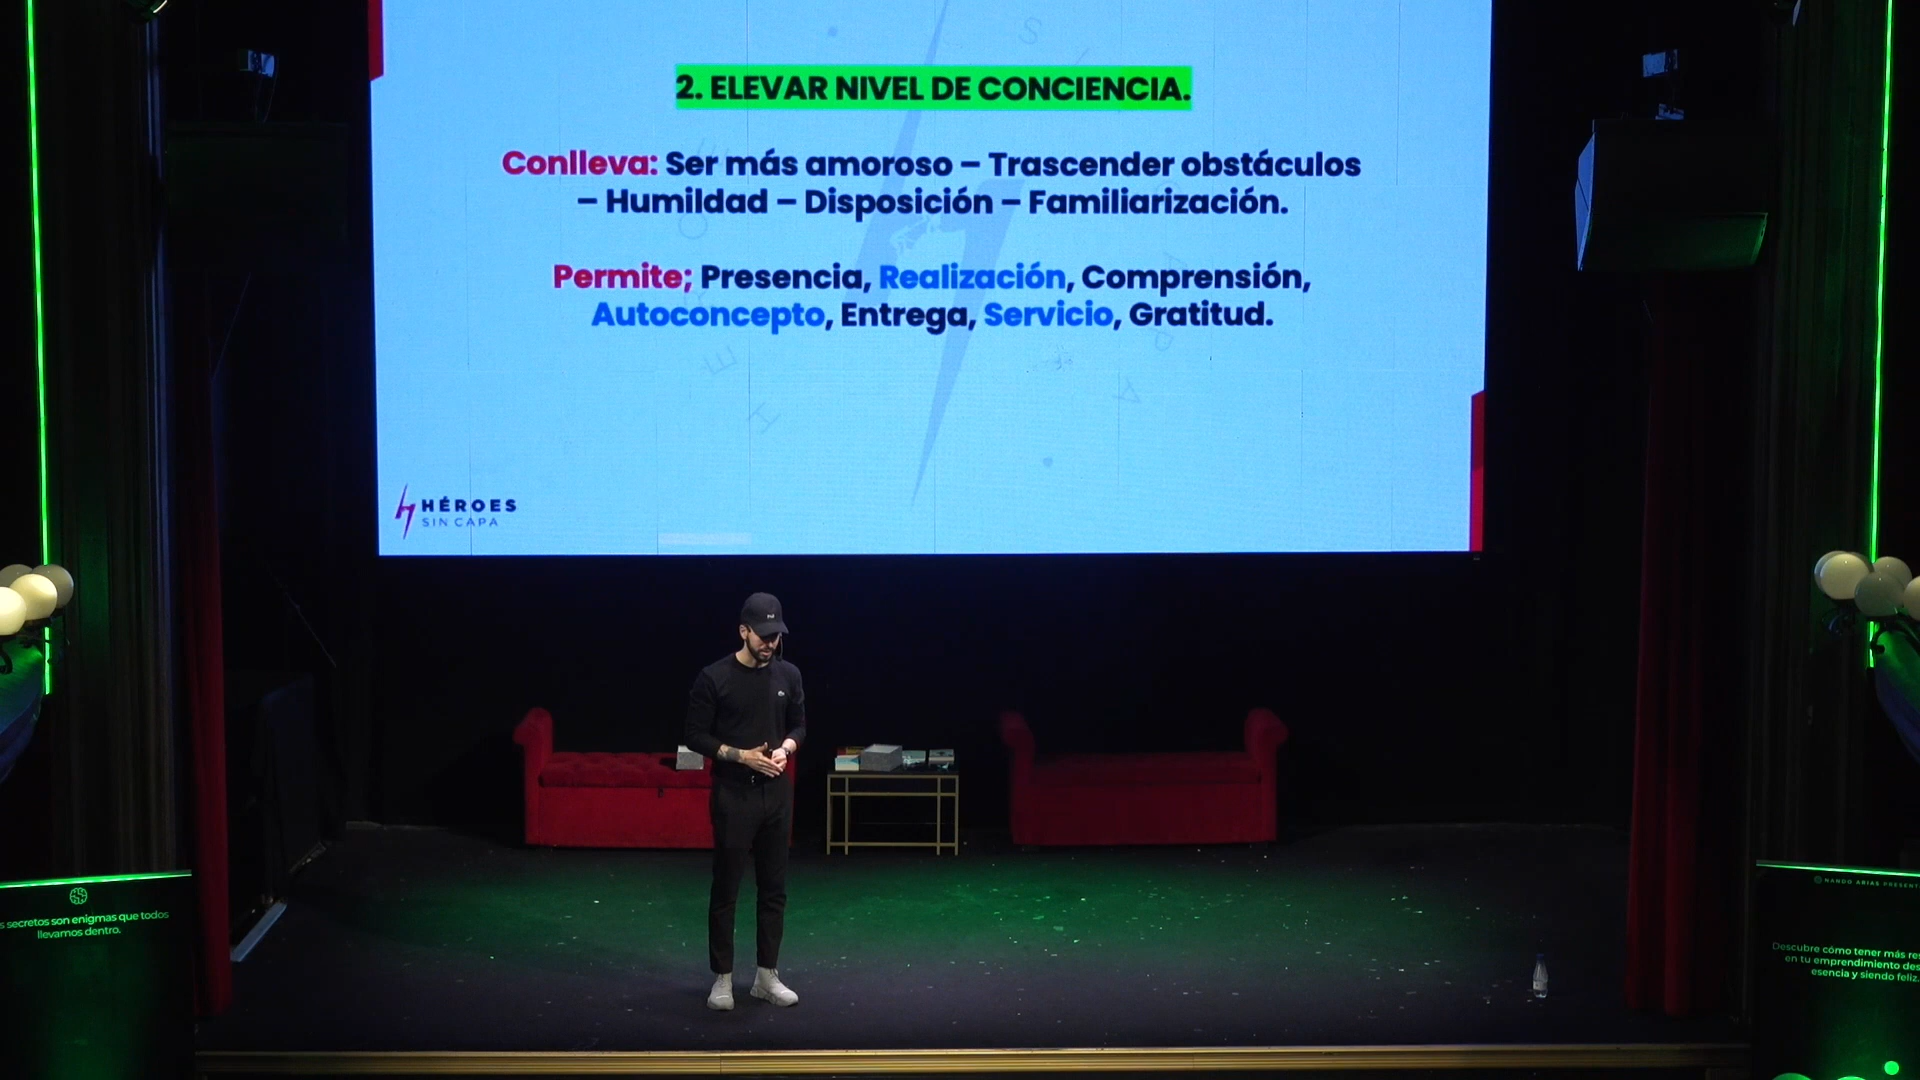 2. ELEVAR NIVEL DE CONCIENCIA.
Conlleva: Ser más amoroso – Trascender obstáculos
– Humildad – Disposición – Familiarización.
Permite; Presencia, Realización, Comprensión,
Autoconcepto, Entrega, Servicio, Gratitud.
HÉROES
SIN CAPA
secretos son enigmas que todos
llevamos dentro.
NANDO ARIAS
Descubre cómo tener más
en tu emprendimiento
esencia y siendo feliz.